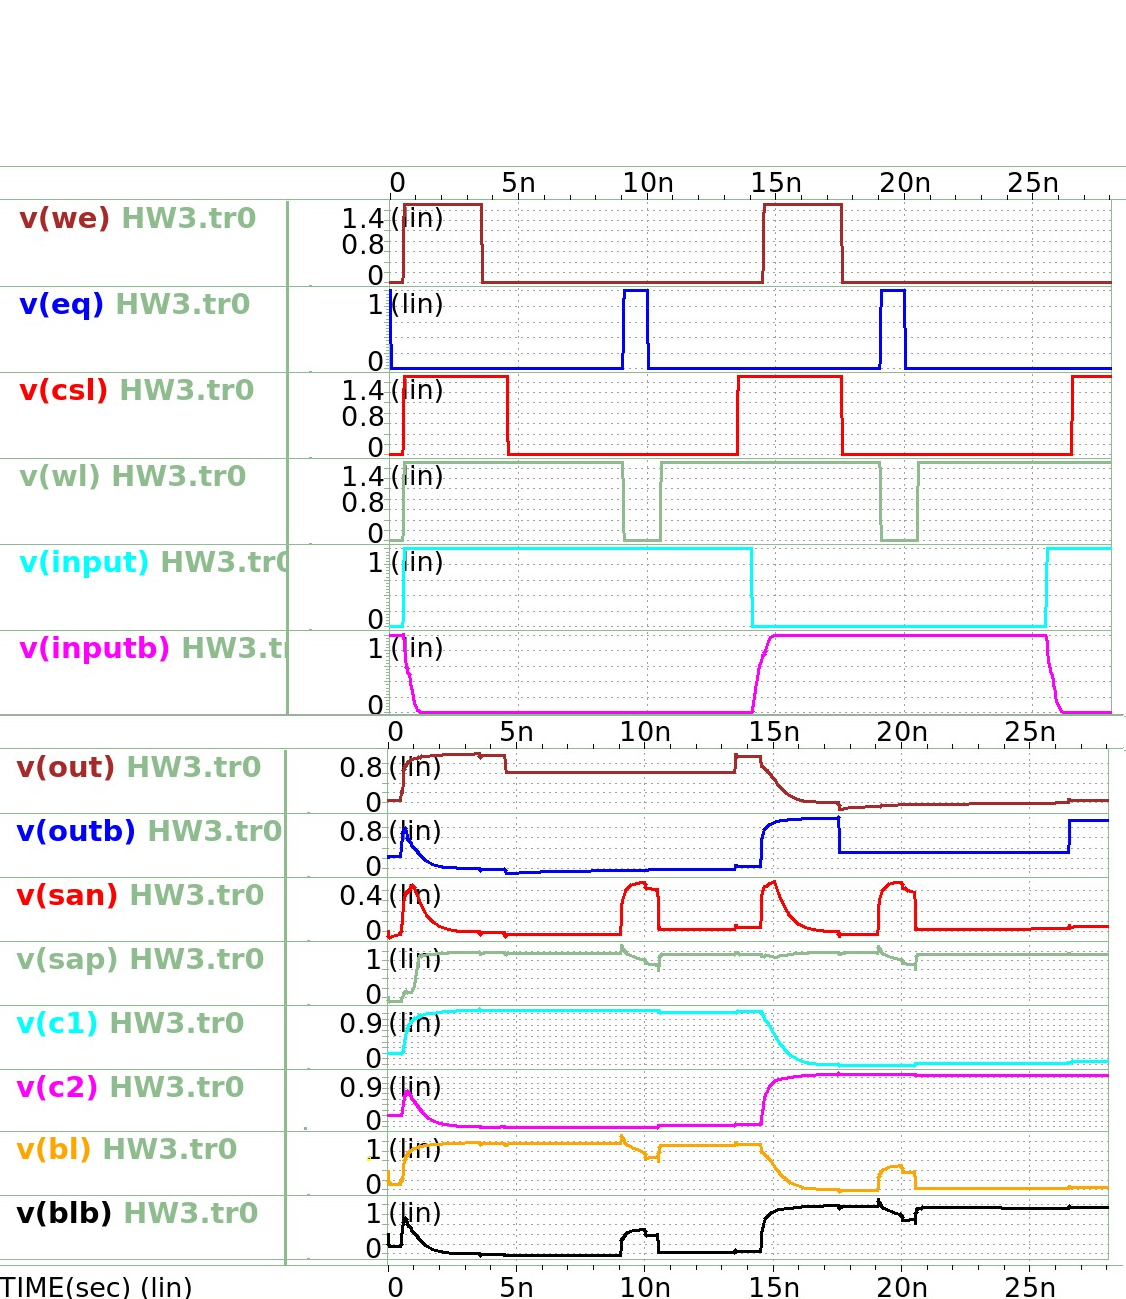 0 5n 10n 15n 20n 25n
v(we) HW3.tr0 1.4 (lin)
0.8
0
v(eq) HW3.tr0 1 (lin)
0
v(csl) HW3.tr0 1.4 (lin)
0.8
0
v(wl) HW3.tr0 1.4 (lin)
0.8
0
v(input) HW3.tr0 1 (lin)
0
v(inputb) HW3.tr 1 (lin)
0
0 5n 10n 15n 20n 25n
v(out) HW3.tr0 0.8 (lin)
0
v(outb) HW3.tr0 0.8 (lin)
0
v(san) HW3.tr0 0.4 (lin)
0
v(sap) HW3.tr0 1 (lin)
0
v(c1) HW3.tr0 0.9 (lin)
0
v(c2) HW3.tr0 0.9 (lin)
0
v(bl) HW3.tr0 1 (lin)
0
v(blb) HW3.tr0 1 (lin)
0
TIME(sec) (lin) 0 5n 10n 15n 20n 25n